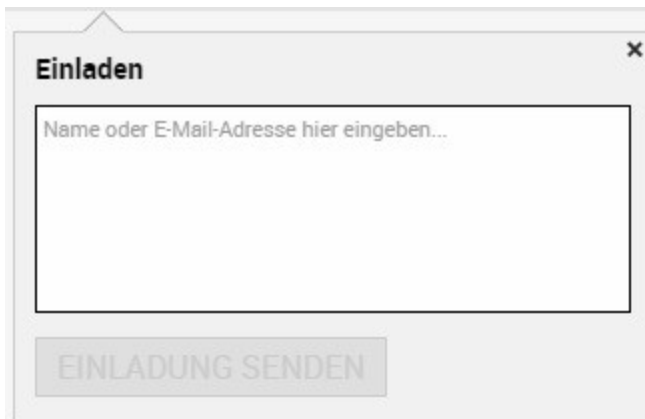 Einladen
Name oder E-Mail-Adresse hier eingeben...
EINLADUNG SENDEN